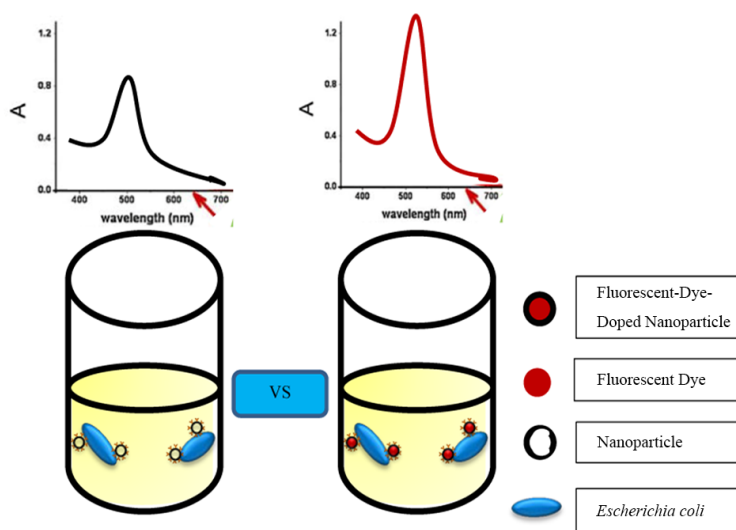 1.2
0.8
A
0.4
0.0
400 500 600 700
wavelength (nm)
1.2
0.8
A
0.4
0.0
400 500 600 700
wavelength (nm)
VS
Fluorescent-Dye-
Doped Nanoparticle
Fluorescent Dye
Nanoparticle
Escherichia coli